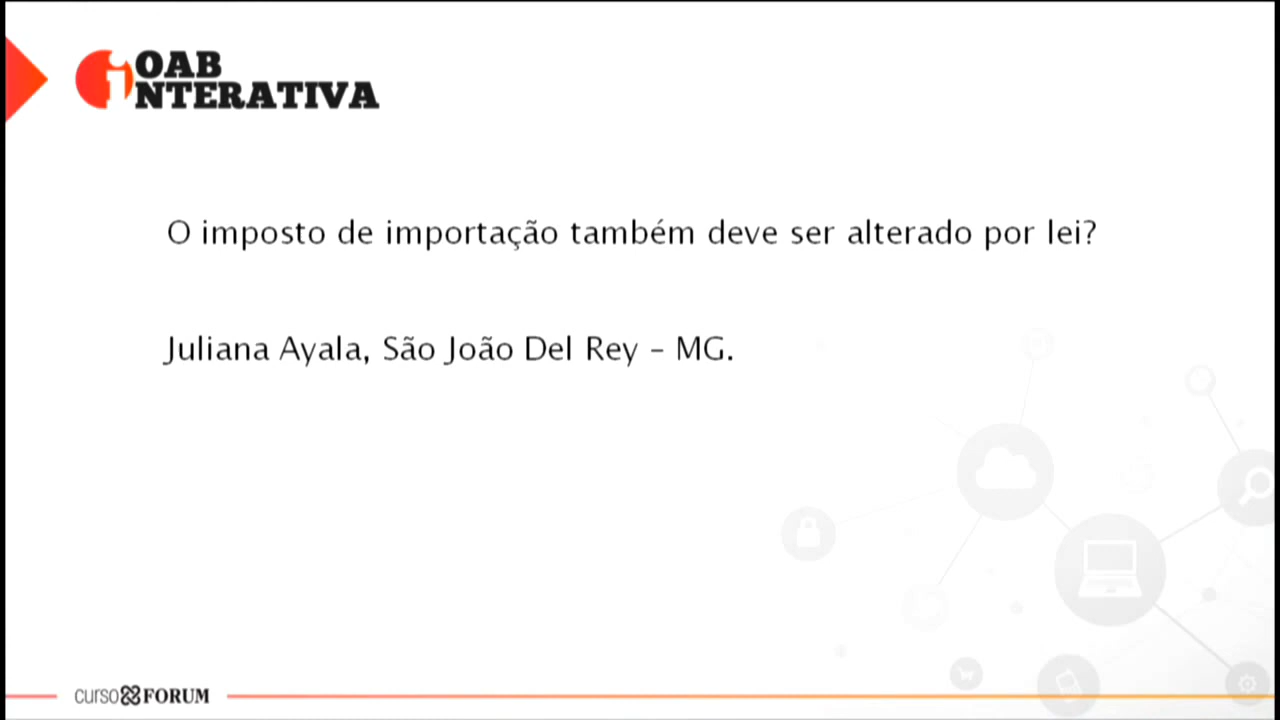 OAB
INTERATIVA
O imposto de importação também deve ser alterado por lei?
Juliana Ayala, São João Del Rey – MG.
curso FORUM